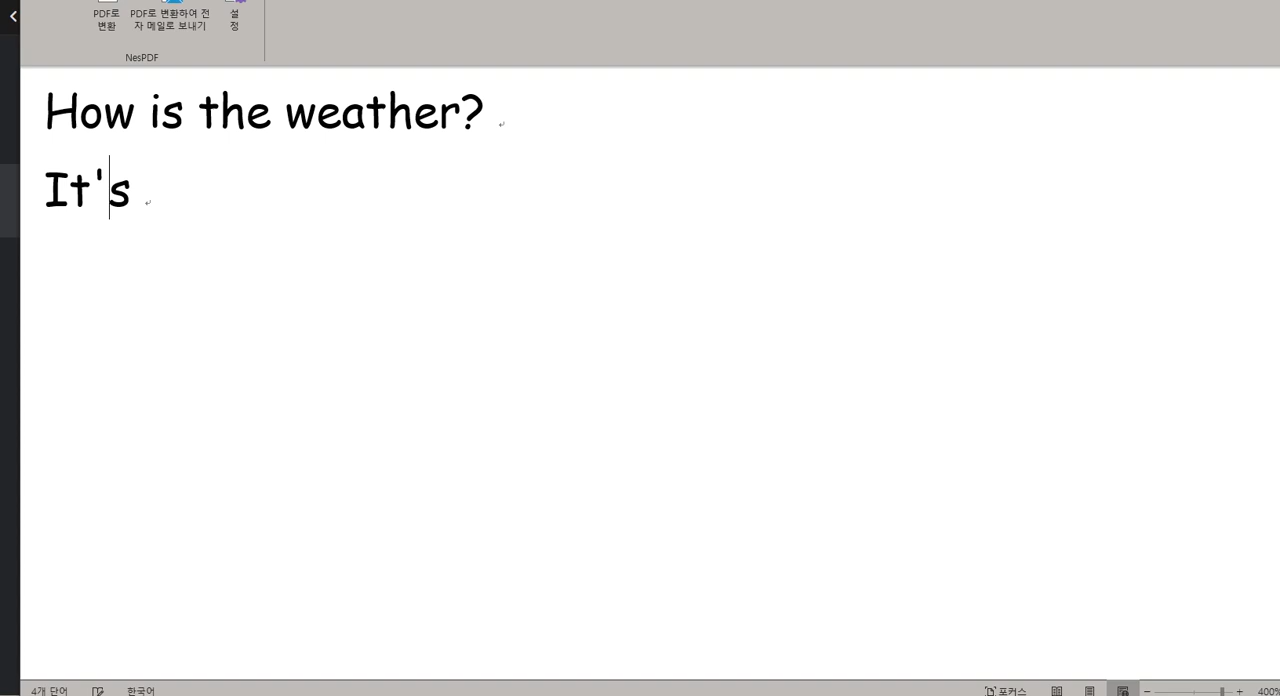 PDF로 PDF로 변환하여 전 설
변환 자 메일로 보내기 정
NesPDF
How is the weather?
It's
4개 단어 한국어 포커스 400%